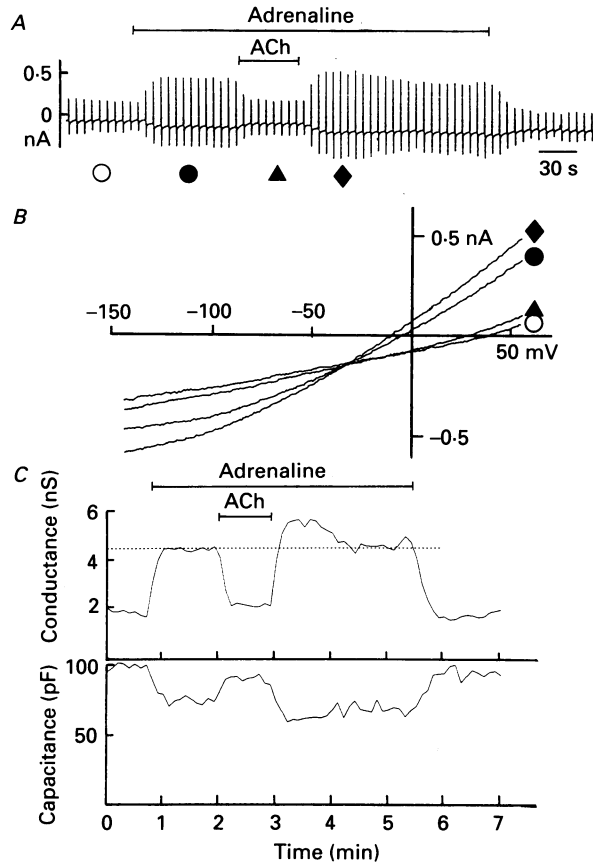 A
Adrenaline
ACh
0·5
0
nA
30 s
B
0·5 nA
−150
−100
−50
50 mV
−0·5
C
Adrenaline
ACh
Conductance (nS)
6
4
2
Capacitance (pF)
100
50
0
1
2
3
4
5
6
7
Time (min)